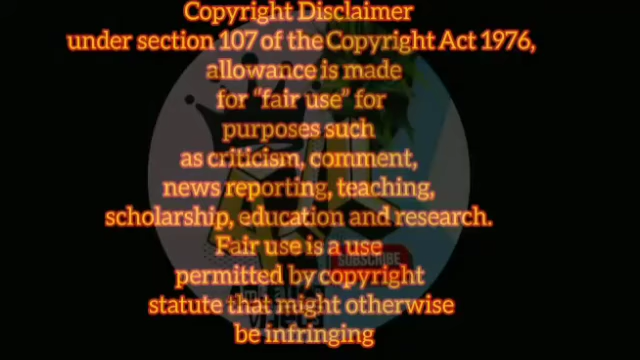 Copyright Disclaimer
under section 107 of the Copyright Act 1976,
allowance is made
for “fair use” for
purposes such
as criticism, comment,
news reporting, teaching,
scholarship, education and research.
Fair use is a use
SUBSCRIBE
permitted by copyright
statute that might otherwise
be infringing